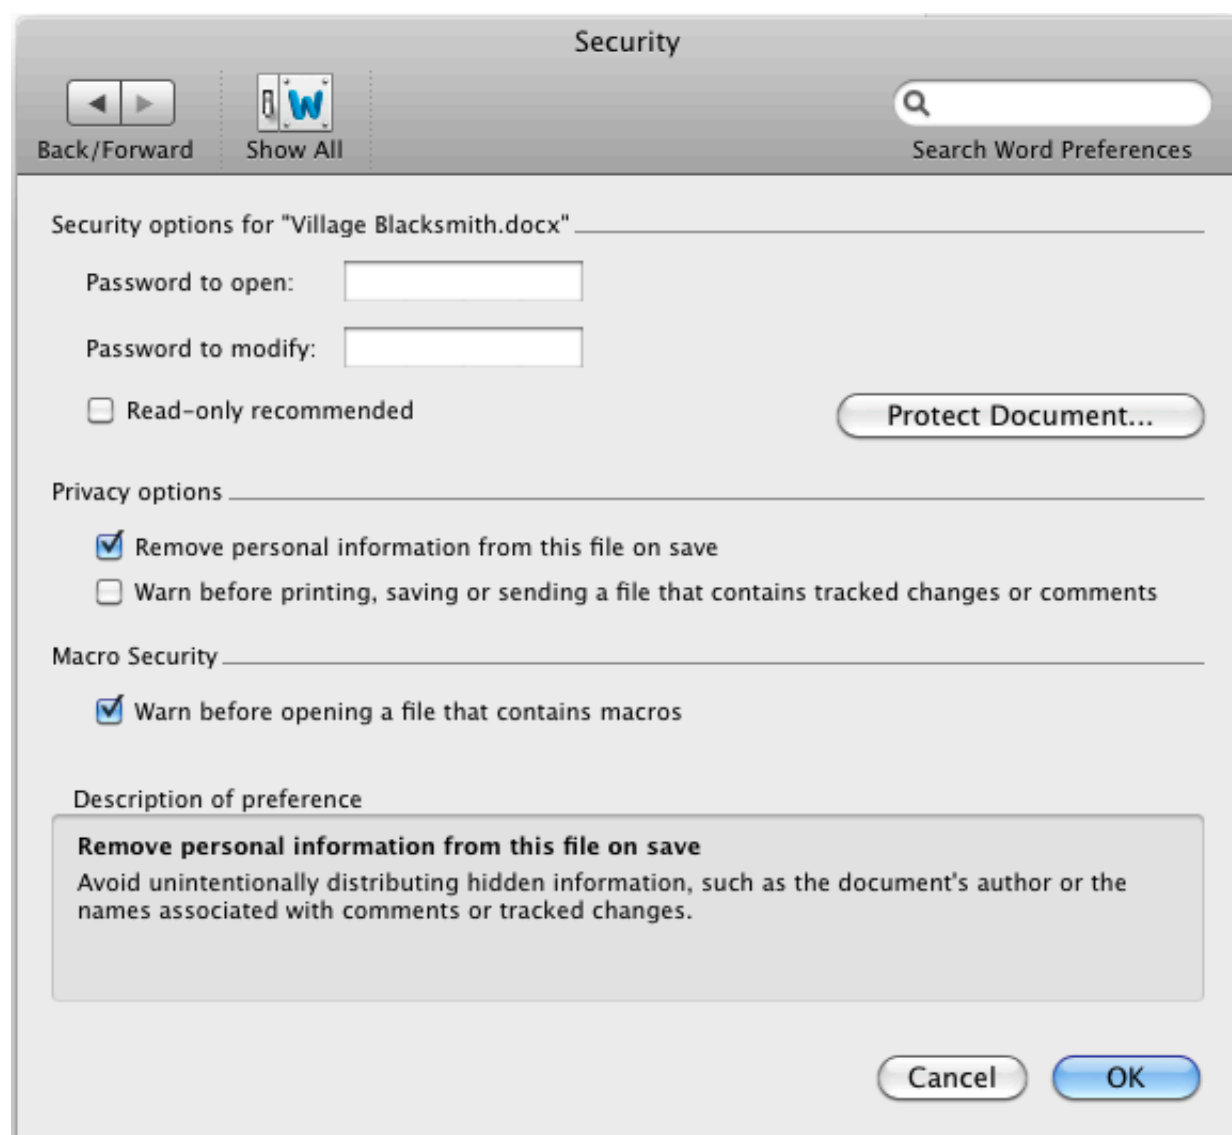 Security
Back/Forward
Show All
Search Word Preferences
Security options for "Village Blacksmith.docx"
Password to open:
Password to modify:
Read-only recommended
Protect Document...
Privacy options
Remove personal information from this file on save
Warn before printing, saving or sending a file that contains tracked changes or comments
Macro Security
Warn before opening a file that contains macros
Description of preference
Remove personal information from this file on save
Avoid unintentionally distributing hidden information, such as the document's author or the
names associated with comments or tracked changes.
Cancel
OK